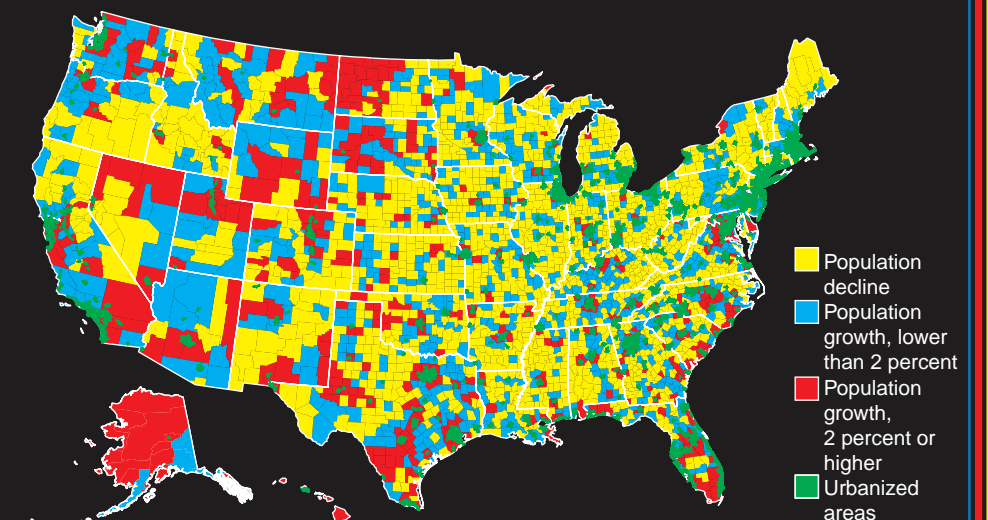 Population
decline
Population
growth, lower
than 2 percent
Population
growth,
2 percent or
higher
Urbanized
areas